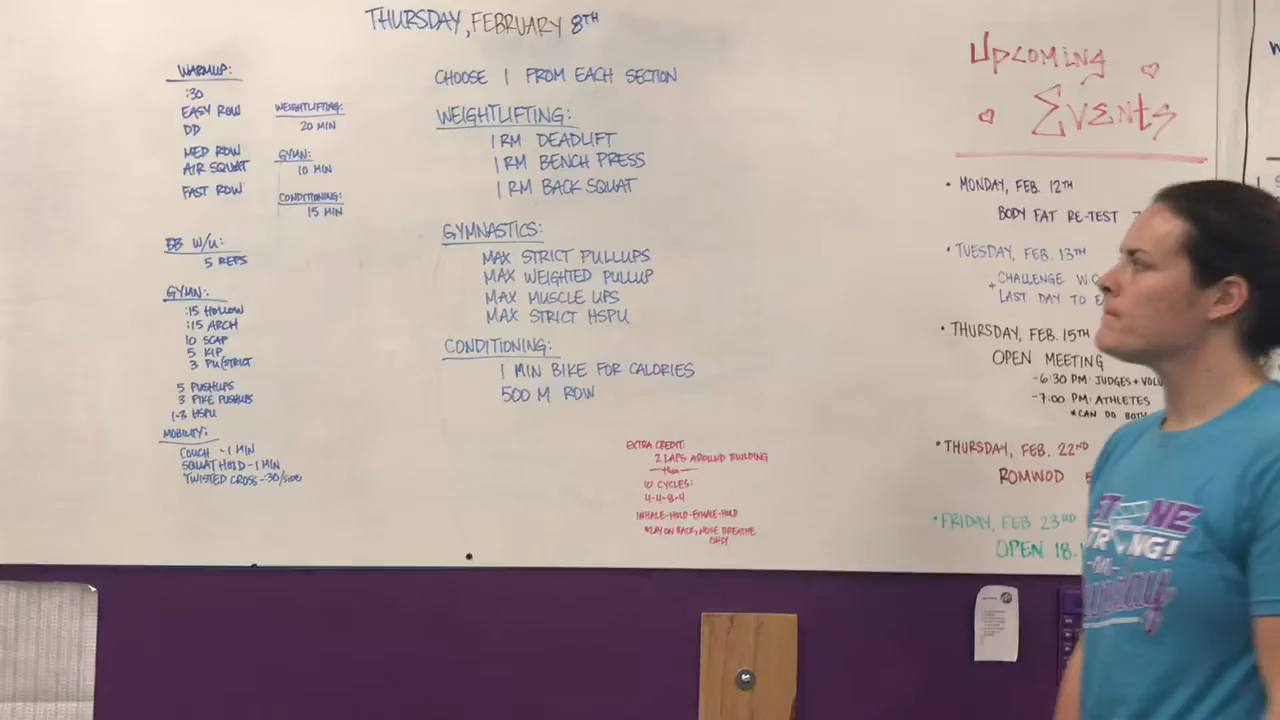 THURSDAY, FEBRUARY 8TH
WARMUP:
:30
EASY ROW
DD
MED ROW
AIR SQUAT
FAST ROW
WEIGHTLIFTING:
20 MIN
GYMN:
10 MIN
CONDITIONING:
15 MIN
BB W/U:
5 REPS
GYMN:
:15 HOLLOW
:15 ARCH
10 SCAP
5 KIP
3 PU/STRICT
5 PUSHUPS
3 PIKE PUSHUPS
1-3 HSPU
MOBILITY:
COUCH - 1 MIN
SQUAT HOLD - 1 MIN
TWISTED CROSS - :30/SIDE
CHOOSE 1 FROM EACH SECTION
WEIGHTLIFTING:
1 RM DEADLIFT
1 RM BENCH PRESS
1 RM BACK SQUAT
GYMNASTICS:
MAX STRICT PULLUPS
MAX WEIGHTED PULLUP
MAX MUSCLE UPS
MAX STRICT HSPU
CONDITIONING:
1 MIN BIKE FOR CALORIES
500 M ROW
EXTRA CREDIT:
2 LAPS AROUND BUILDING
10 CYCLES:
4-4-8-4
INHALE-HOLD-EXHALE-HOLD
*LAY ON BACK, NOSE BREATHE
ONLY
UPCOMING
EVENTS
• MONDAY, FEB. 12TH
BODY FAT RE-TEST
• TUESDAY, FEB. 13TH
+ CHALLENGE
LAST DAY TO
• THURSDAY, FEB. 15TH
OPEN MEETING
-6:30 PM: JUDGES + VOL
-7:00 PM: ATHLETES
*CAN DO BOTH
• THURSDAY, FEB. 22ND
ROMWOD
• FRIDAY, FEB 23RD
OPEN 18.